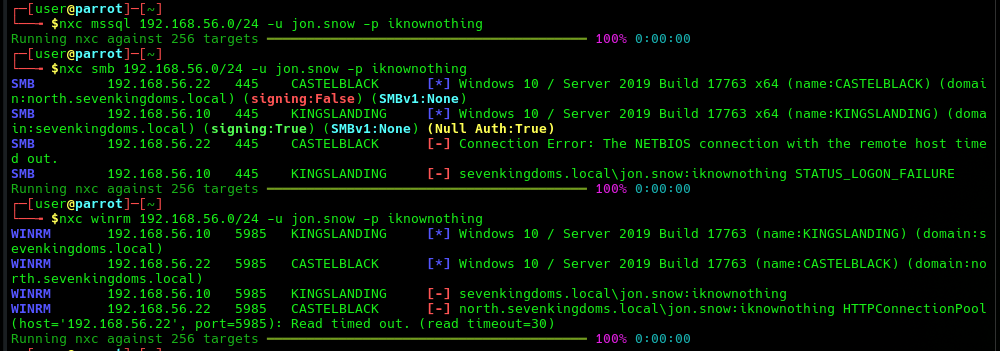 ┌─[user@parrot]─[~]
└──╼ $nxc mssql 192.168.56.0/24 -u jon.snow -p iknownothing
Running nxc against 256 targets ━━━━━━━━━━━━━━━━━━━━━━━━━━━━━━━━━━━━━━━━ 100% 0:00:00
┌─[user@parrot]─[~]
└──╼ $nxc smb 192.168.56.0/24 -u jon.snow -p iknownothing
SMB         192.168.56.22   445    CASTELBLACK      [*] Windows 10 / Server 2019 Build 17763 x64 (name:CASTELBLACK) (domai
n:north.sevenkingdoms.local) (signing:False) (SMBv1:None)
SMB         192.168.56.10   445    KINGSLANDING     [*] Windows 10 / Server 2019 Build 17763 x64 (name:KINGSLANDING) (doma
in:sevenkingdoms.local) (signing:True) (SMBv1:None) (Null Auth:True)
SMB         192.168.56.22   445    CASTELBLACK      [-] Connection Error: The NETBIOS connection with the remote host time
d out.
SMB         192.168.56.10   445    KINGSLANDING     [-] sevenkingdoms.local\jon.snow:iknownothing STATUS_LOGON_FAILURE
Running nxc against 256 targets ━━━━━━━━━━━━━━━━━━━━━━━━━━━━━━━━━━━━━━━━ 100% 0:00:00
┌─[user@parrot]─[~]
└──╼ $nxc winrm 192.168.56.0/24 -u jon.snow -p iknownothing
WINRM       192.168.56.10   5985   KINGSLANDING     [*] Windows 10 / Server 2019 Build 17763 (name:KINGSLANDING) (domain:s
evenkingdoms.local)
WINRM       192.168.56.22   5985   CASTELBLACK      [*] Windows 10 / Server 2019 Build 17763 (name:CASTELBLACK) (domain:no
rth.sevenkingdoms.local)
WINRM       192.168.56.10   5985   KINGSLANDING     [-] sevenkingdoms.local\jon.snow:iknownothing
WINRM       192.168.56.22   5985   CASTELBLACK      [-] north.sevenkingdoms.local\jon.snow:iknownothing HTTPConnectionPool
(host='192.168.56.22', port=5985): Read timed out. (read timeout=30)
Running nxc against 256 targets ━━━━━━━━━━━━━━━━━━━━━━━━━━━━━━━━━━━━━━━━ 100% 0:00:00